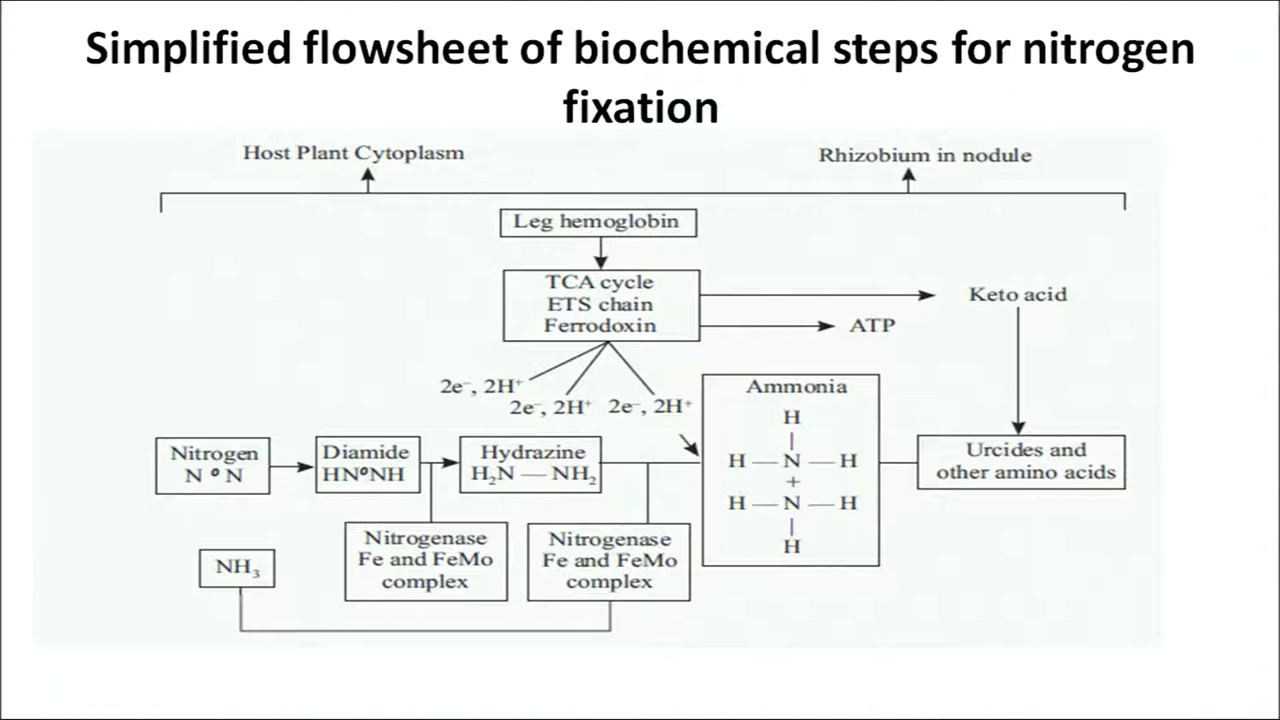 Simplified flowsheet of biochemical steps for nitrogen
fixation
Host Plant Cytoplasm
Rhizobium in nodule
Leg hemoglobin
TCA cycle
ETS chain
Ferrodoxin
Keto acid
ATP
2e⁻, 2H⁺
2e⁻, 2H⁺
2e⁻, 2H⁺
Nitrogen
N º N
Diamide
HNºNH
Hydrazine
H₂N — NH₂
Ammonia
H
|
H — N — H
+
H — N — H
|
H
Urcides and
other amino acids
Nitrogenase
Fe and FeMo
complex
Nitrogenase
Fe and FeMo
complex
NH₃